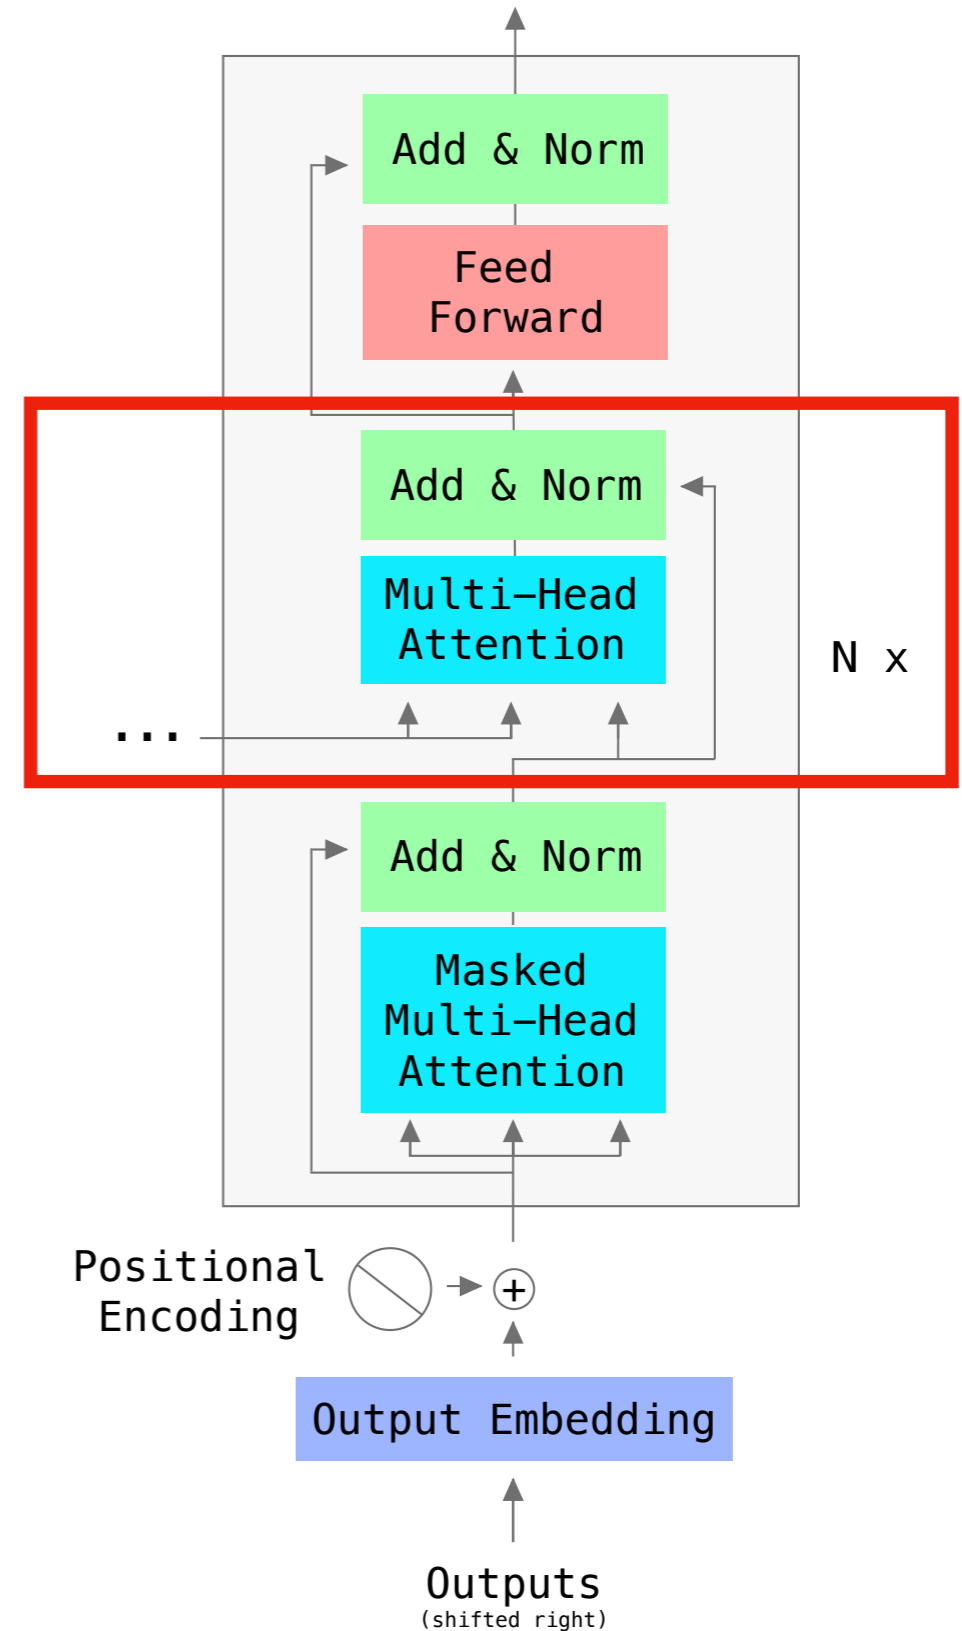 Add & Norm
Feed
Forward
Add & Norm
Multi-Head
Attention
N x
...
Add & Norm
Masked
Multi-Head
Attention
Positional
Encoding
+
Output Embedding
Outputs
(shifted right)